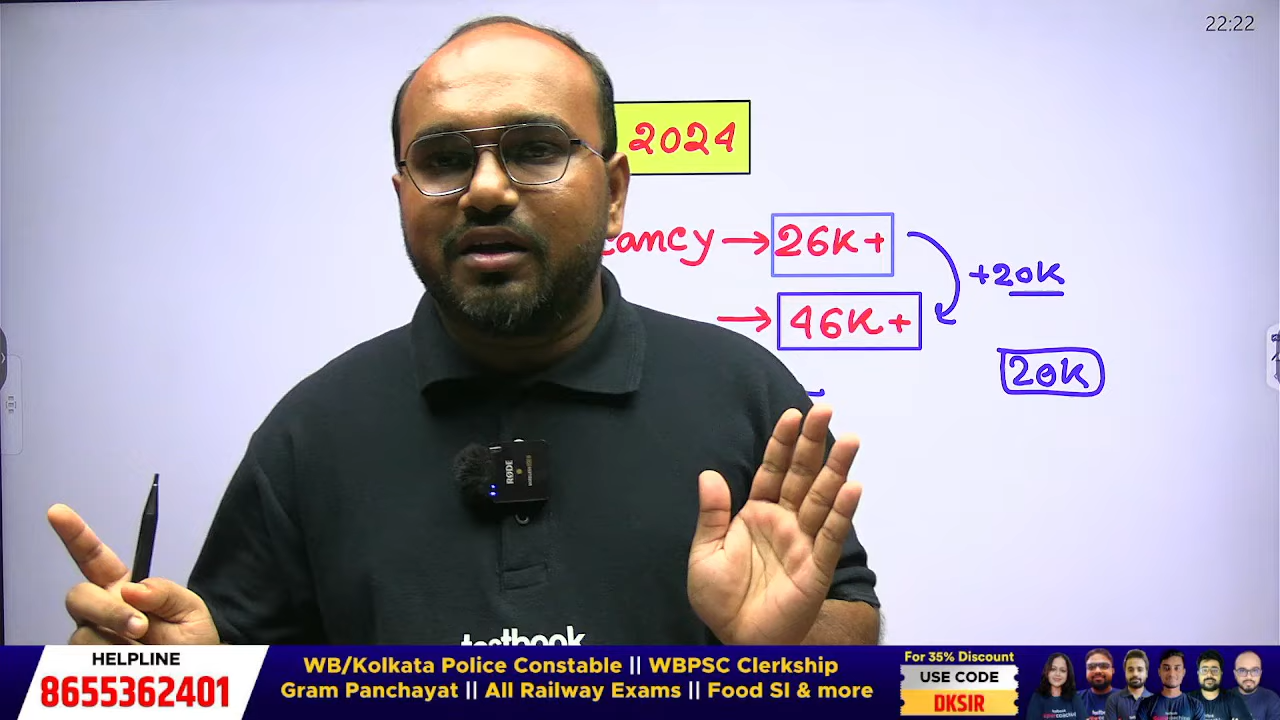 22:22
2024
cancy → 26K+
+20K
→ 46K+
20K
RØDE
testbook
HELPLINE
8655362401
WB/Kolkata Police Constable || WBPSC Clerkship
Gram Panchayat || All Railway Exams || Food SI & more
For 35% Discount
USE CODE
DKSIR